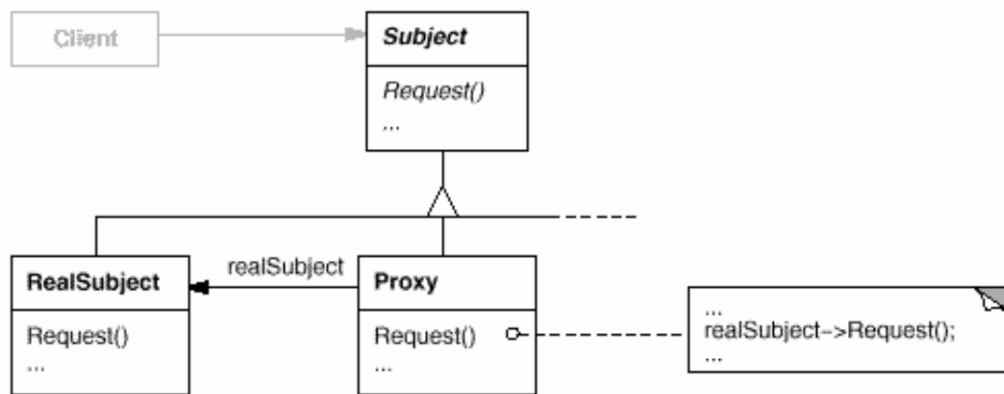 Client
Subject
Request()
...
realSubject
RealSubject
Request()
...
Proxy
Request()
...
...
realSubject->Request();
...